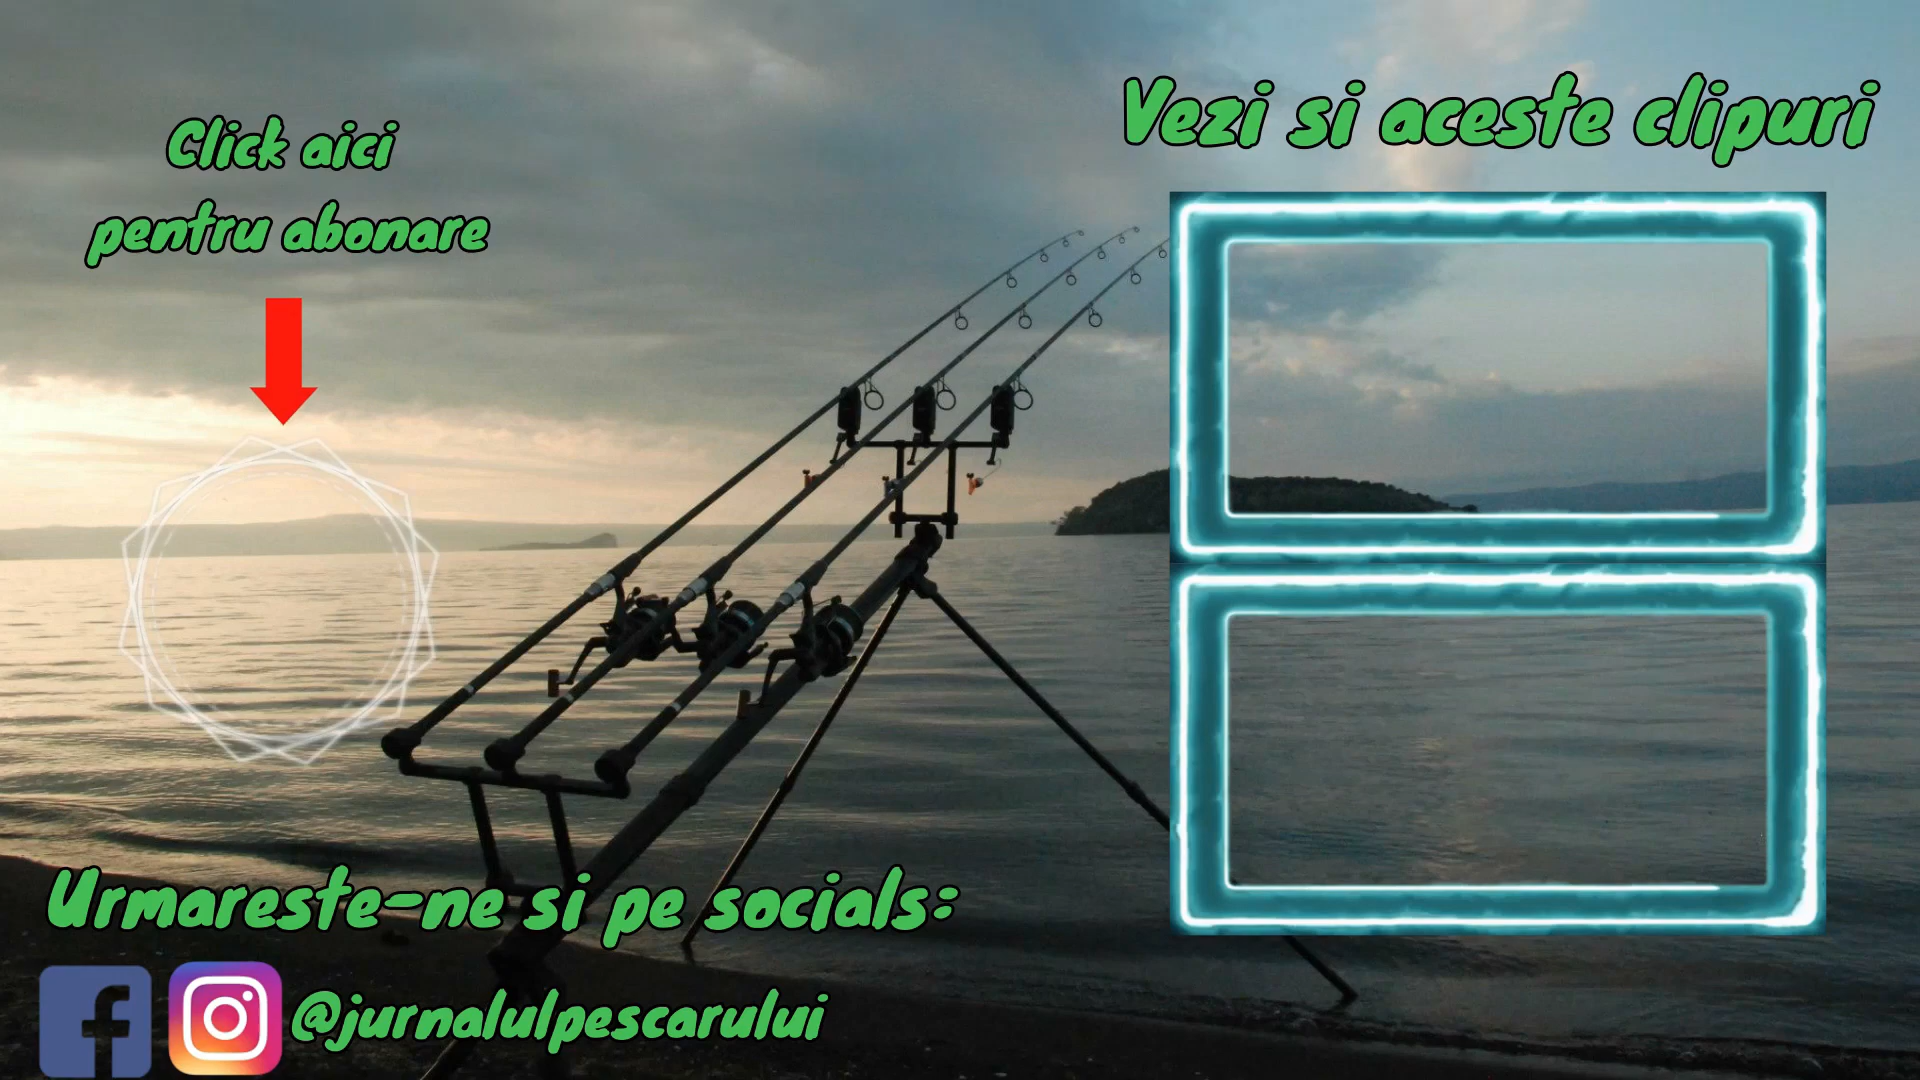 Click aici
pentru abonare
Vezi si aceste clipuri
Urmareste-ne si pe socials:
@jurnalulpescarului